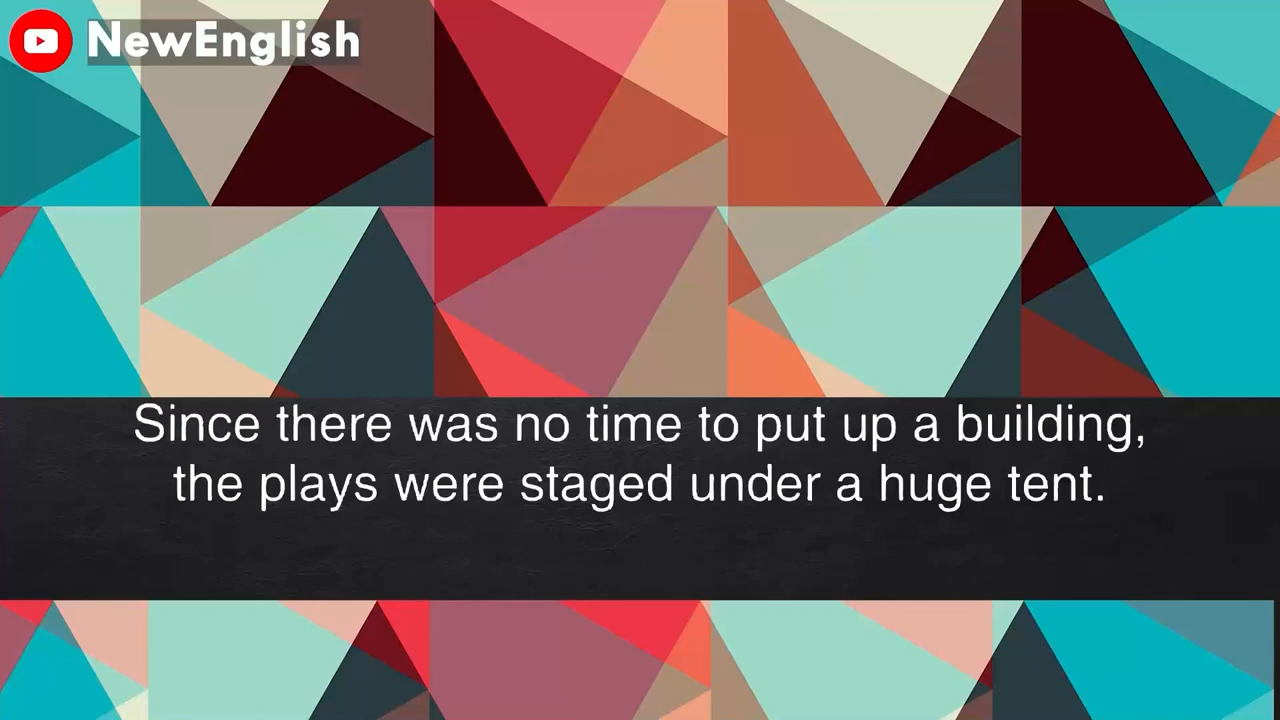 NewEnglish
Since there was no time to put up a building,
the plays were staged under a huge tent.